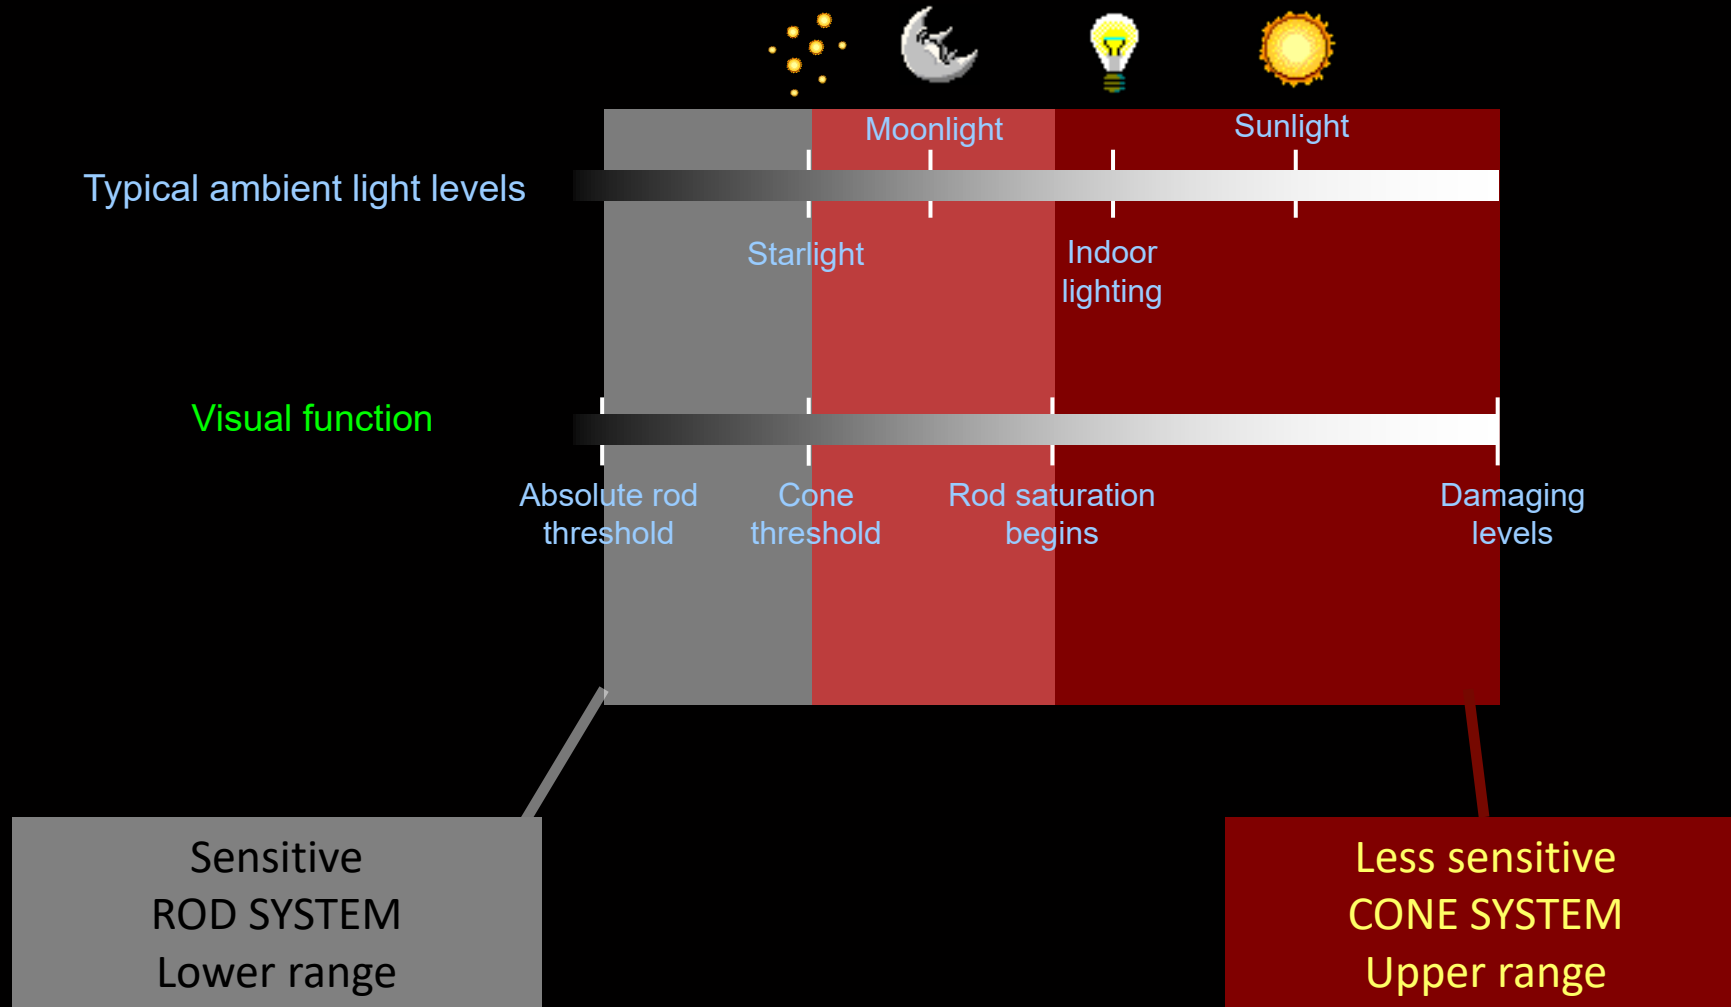 Moonlight
Sunlight
Typical ambient light levels
Starlight
Indoor
lighting
Visual function
Absolute rod
threshold
Cone
threshold
Rod saturation
begins
Damaging
levels
Sensitive
ROD SYSTEM
Lower range
Less sensitive
CONE SYSTEM
Upper range